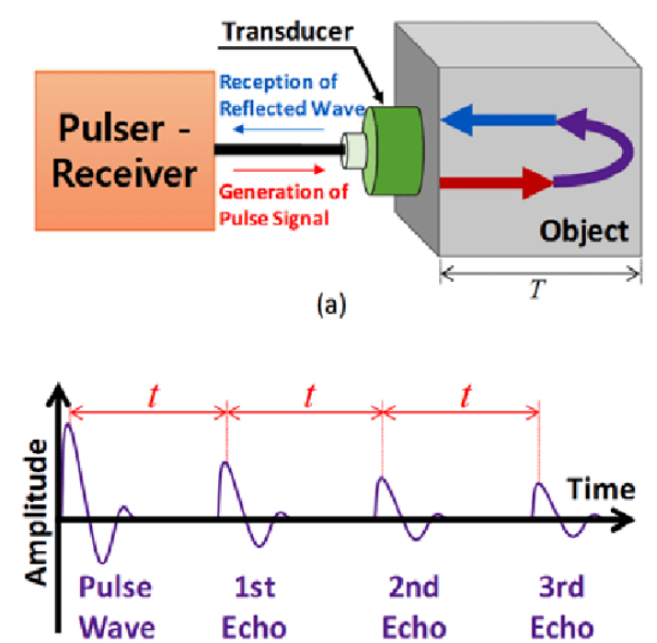 Transducer
Reception of
Reflected Wave
Pulser -
Receiver
Generation of
Pulse Signal
Object
T
(a)
t t t
Amplitude
Time
Pulse 1st 2nd 3rd
Wave Echo Echo Echo